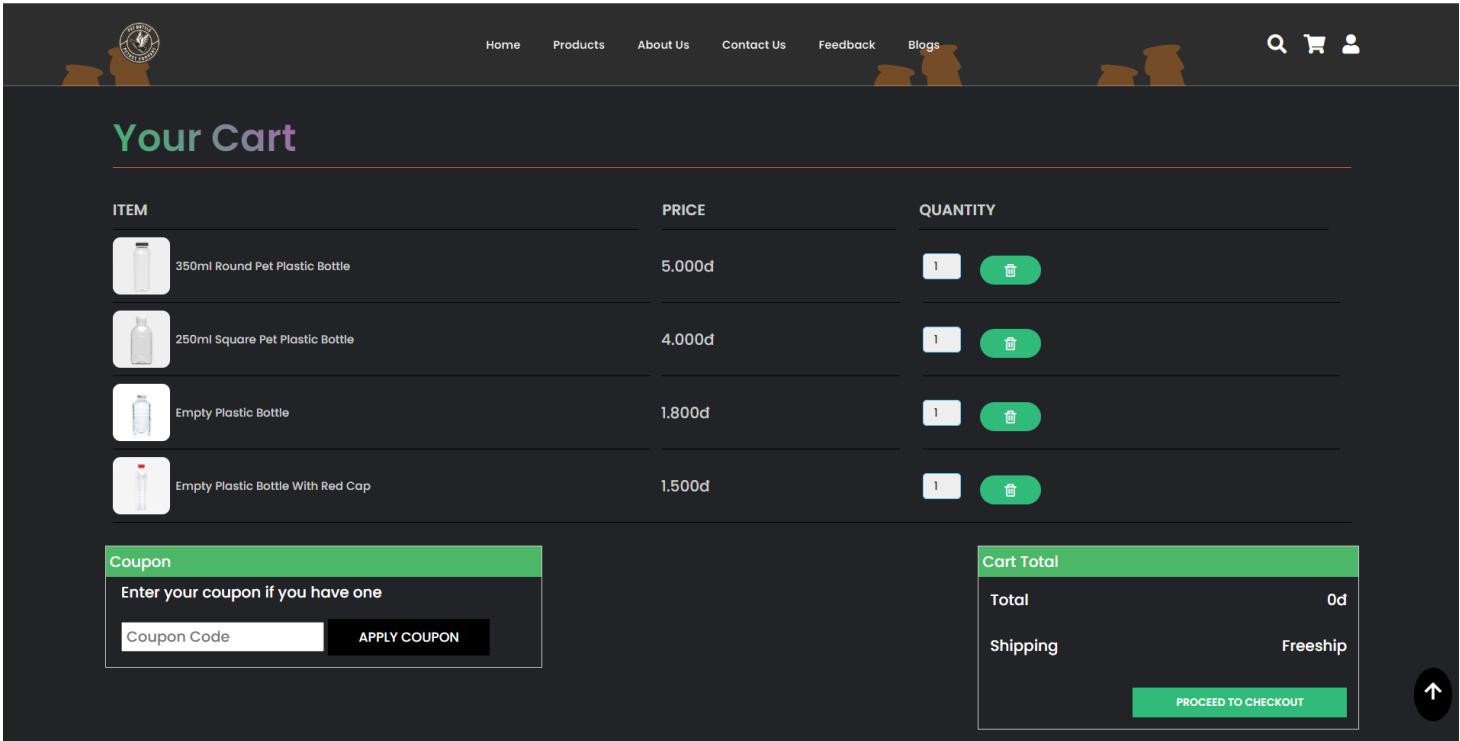 PET BOTTLE
Home Products About Us Contact Us Feedback Blogs
Your Cart
ITEM PRICE QUANTITY
350ml Round Pet Plastic Bottle 5.000đ 1
250ml Square Pet Plastic Bottle 4.000đ 1
Empty Plastic Bottle 1.800đ 1
Empty Plastic Bottle With Red Cap 1.500đ 1
Coupon
Enter your coupon if you have one
Coupon Code APPLY COUPON
Cart Total
Total 0đ
Shipping Freeship
PROCEED TO CHECKOUT